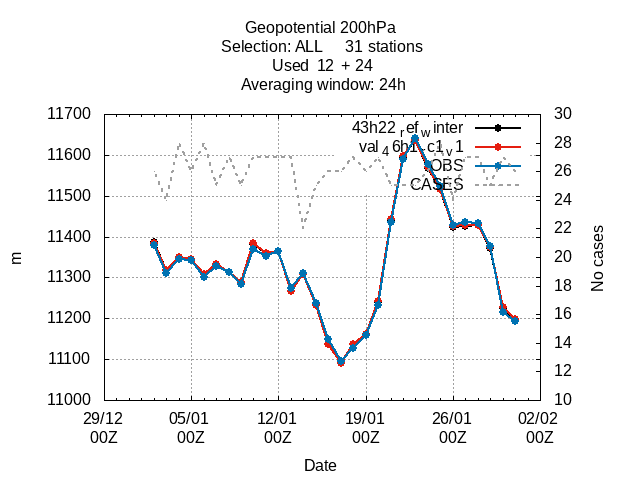 Geopotential 200hPa
Selection: ALL     31 stations
Used  12  + 24
Averaging window: 24h
11700
11600
11500
11400
11300
11200
11100
11000
m
30
28
26
24
22
20
18
16
14
12
10
No cases
43h22_ref_winter
val_46h1_c1_v1
OBS
CASES
29/12 05/01 12/01 19/01 26/01 02/02
00Z 00Z 00Z 00Z 00Z 00Z
Date